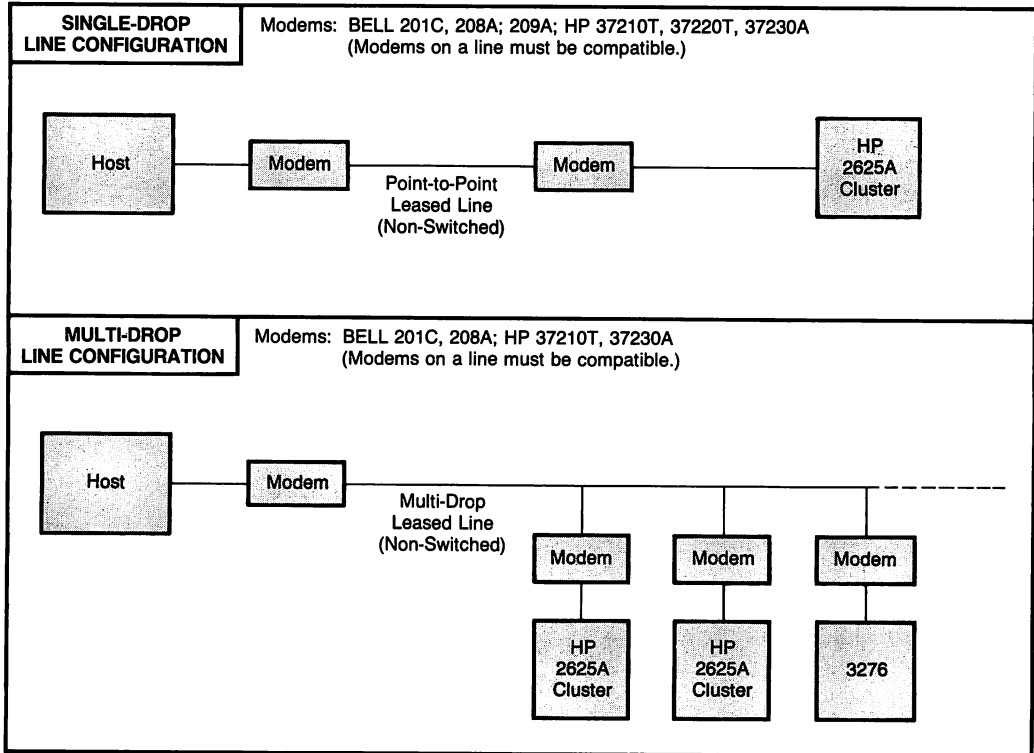 SINGLE-DROP
LINE CONFIGURATION
Modems: BELL 201C, 208A; 209A; HP 37210T, 37220T, 37230A
(Modems on a line must be compatible.)
Host
Modem
Point-to-Point
Leased Line
(Non-Switched)
Modem
HP
2625A
Cluster
MULTI-DROP
LINE CONFIGURATION
Modems: BELL 201C, 208A; HP 37210T, 37230A
(Modems on a line must be compatible.)
Host
Modem
Multi-Drop
Leased Line
(Non-Switched)
Modem
Modem
Modem
HP
2625A
Cluster
HP
2625A
Cluster
3276